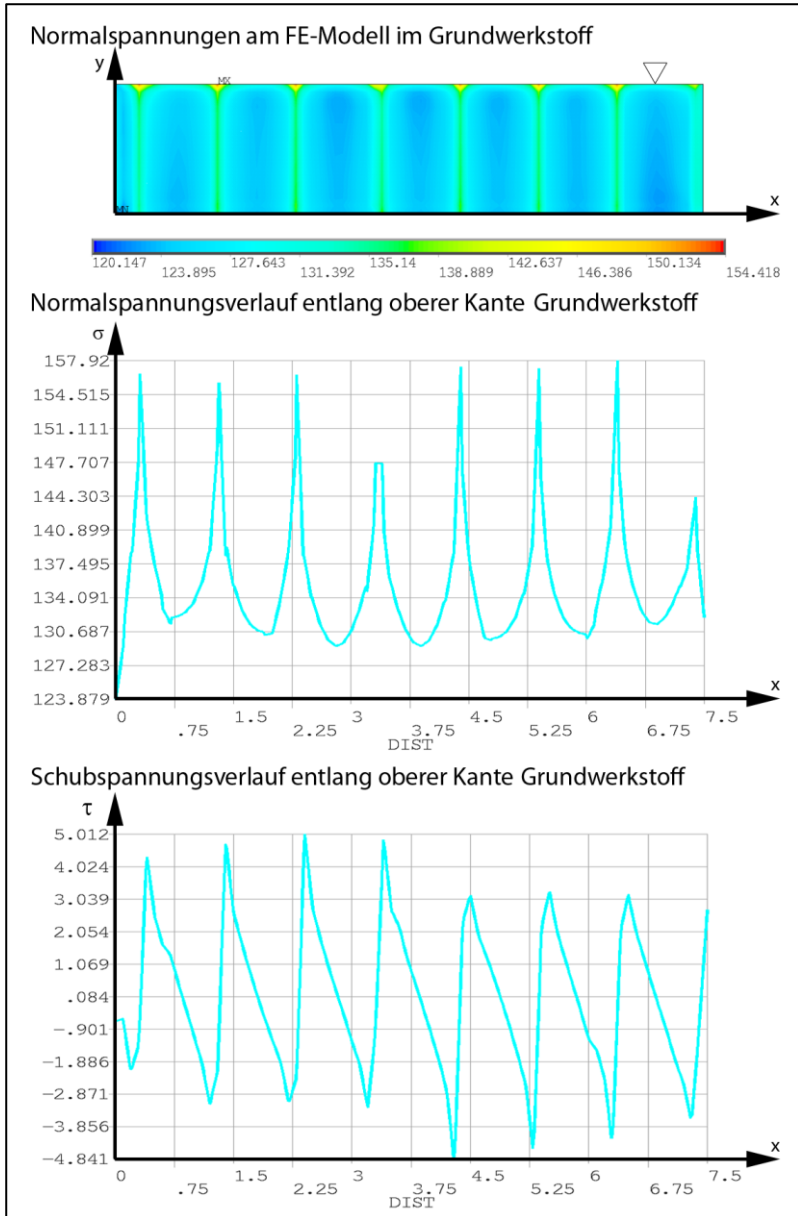 Normalspannungen am FE-Modell im Grundwerkstoff
y
MX
MN
x
120.147 123.895 127.643 131.392 135.14 138.889 142.637 146.386 150.134 154.418
Normalspannungsverlauf entlang oberer Kante Grundwerkstoff
σ
157.92
154.515
151.111
147.707
144.303
140.899
137.495
134.091
130.687
127.283
123.879
x
0 .75 1.5 2.25 3 3.75 4.5 5.25 6 6.75 7.5
DIST
Schubspannungsverlauf entlang oberer Kante Grundwerkstoff
τ
5.012
4.024
3.039
2.054
1.069
.084
-.901
-1.886
-2.871
-3.856
-4.841
x
0 .75 1.5 2.25 3 3.75 4.5 5.25 6 6.75 7.5
DIST